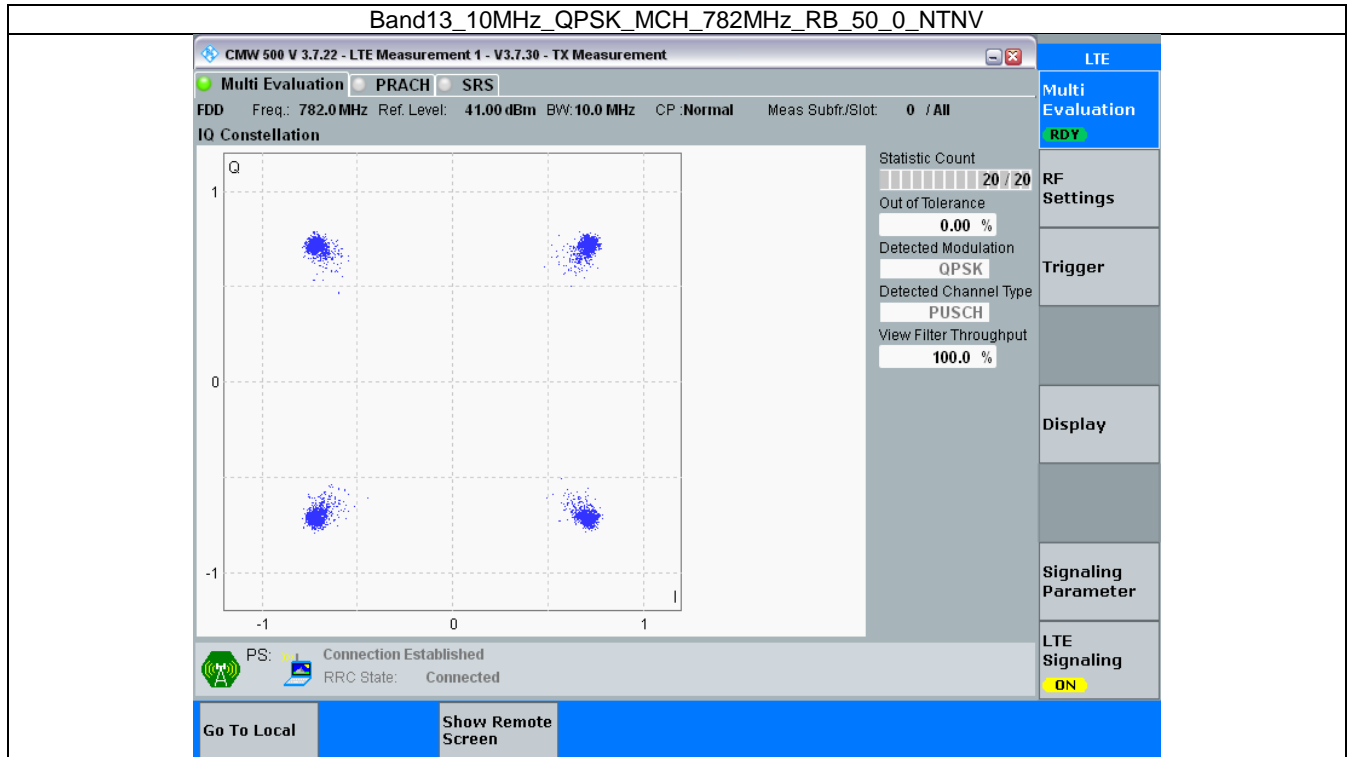 Band13_10MHz_QPSK_MCH_782MHz_RB_50_0_NTNV
CMW 500 V 3.7.22 - LTE Measurement 1 - V3.7.30 - TX Measurement
LTE
Multi Evaluation PRACH SRS
Multi
Evaluation
RDY
FDD Freq.: 782.0 MHz Ref. Level: 41.00 dBm BW: 10.0 MHz CP :Normal Meas Subfr./Slot: 0 / All
IQ Constellation
Q
1
0
-1
I
-1 0 1
Statistic Count
20 / 20
Out of Tolerance
0.00 %
Detected Modulation
QPSK
Detected Channel Type
PUSCH
View Filter Throughput
100.0 %
RF
Settings
Trigger
Display
Signaling
Parameter
LTE
Signaling
ON
PS: Connection Established
RRC State: Connected
Go To Local
Show Remote
Screen